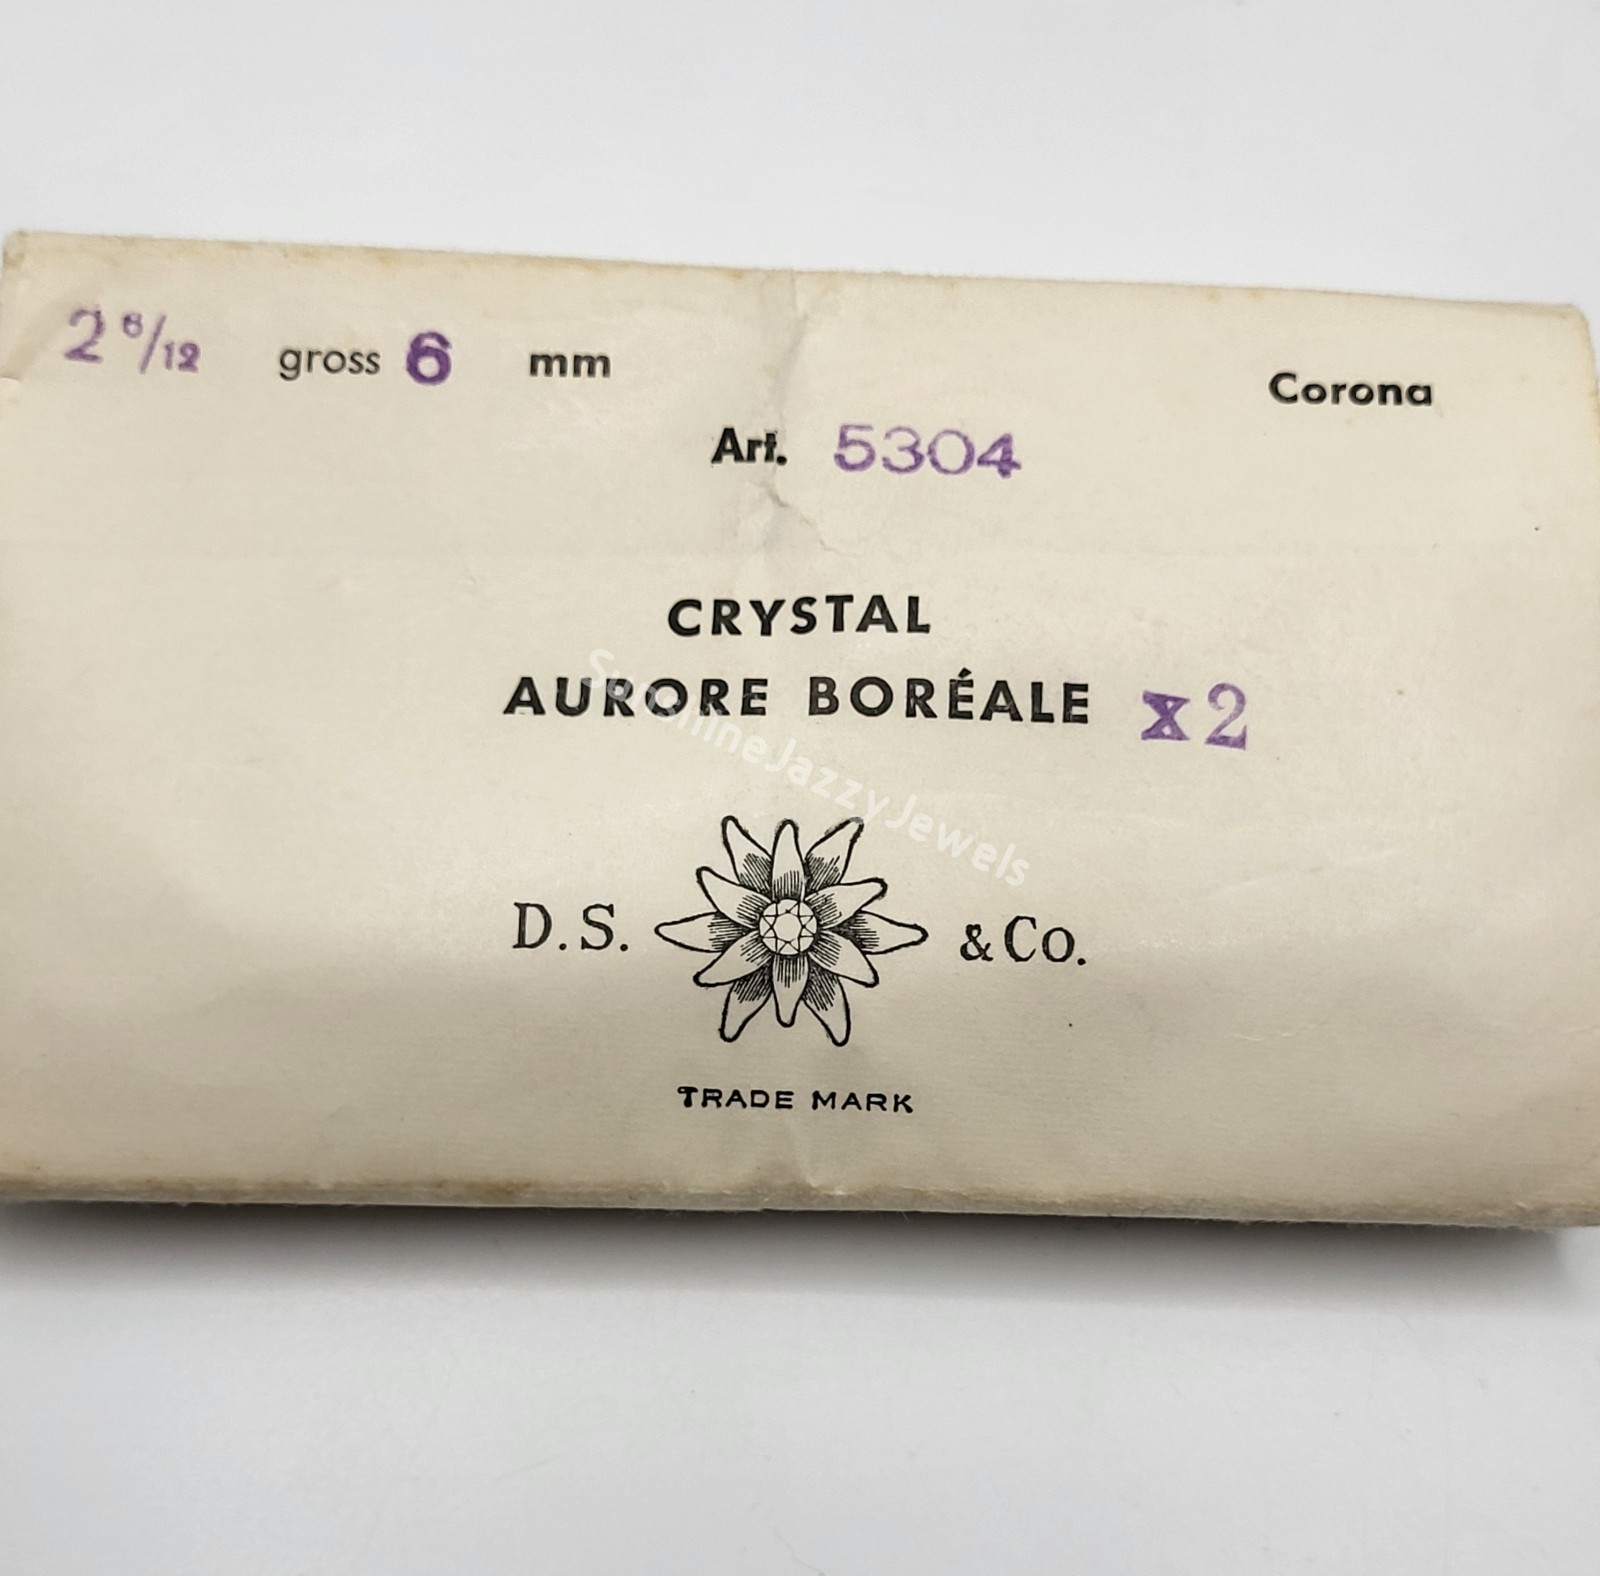 2 6/12 gross 6 mm
Corona
Art. 5304
CRYSTAL
AURORE BORÉALE x2
D.S. & Co.
TRADE MARK